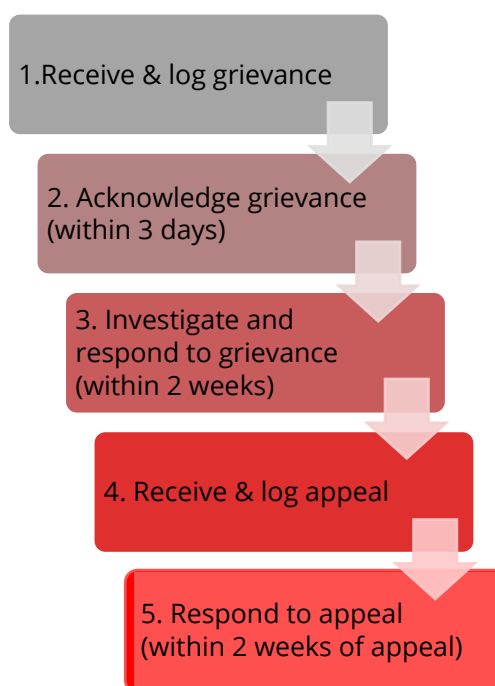 1.Receive & log grievance
2. Acknowledge grievance
(within 3 days)
3. Investigate and
respond to grievance
(within 2 weeks)
4. Receive & log appeal
5. Respond to appeal
(within 2 weeks of appeal)